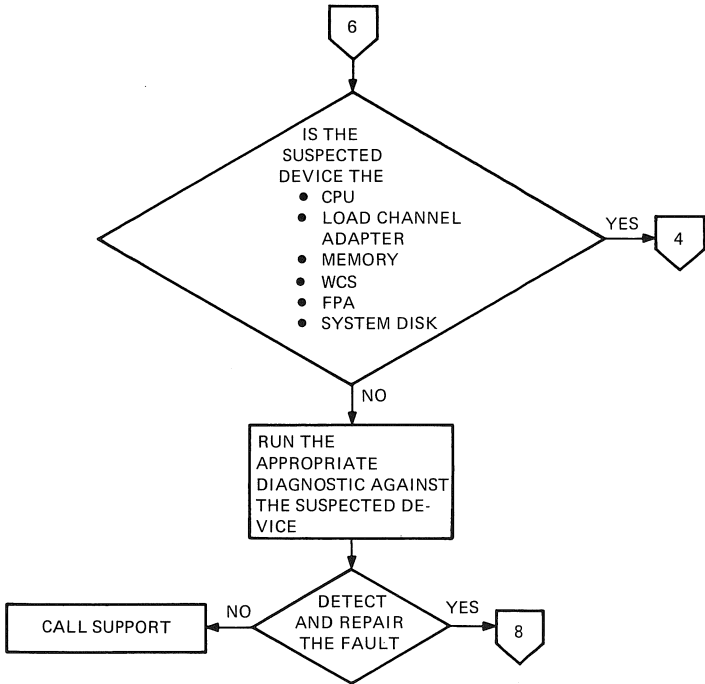 6
IS THE
SUSPECTED
DEVICE THE
• CPU
• LOAD CHANNEL
ADAPTER
• MEMORY
• WCS
• FPA
• SYSTEM DISK
YES
4
NO
RUN THE
APPROPRIATE
DIAGNOSTIC AGAINST
THE SUSPECTED DE-
VICE
DETECT
AND REPAIR
THE FAULT
NO
CALL SUPPORT
YES
8